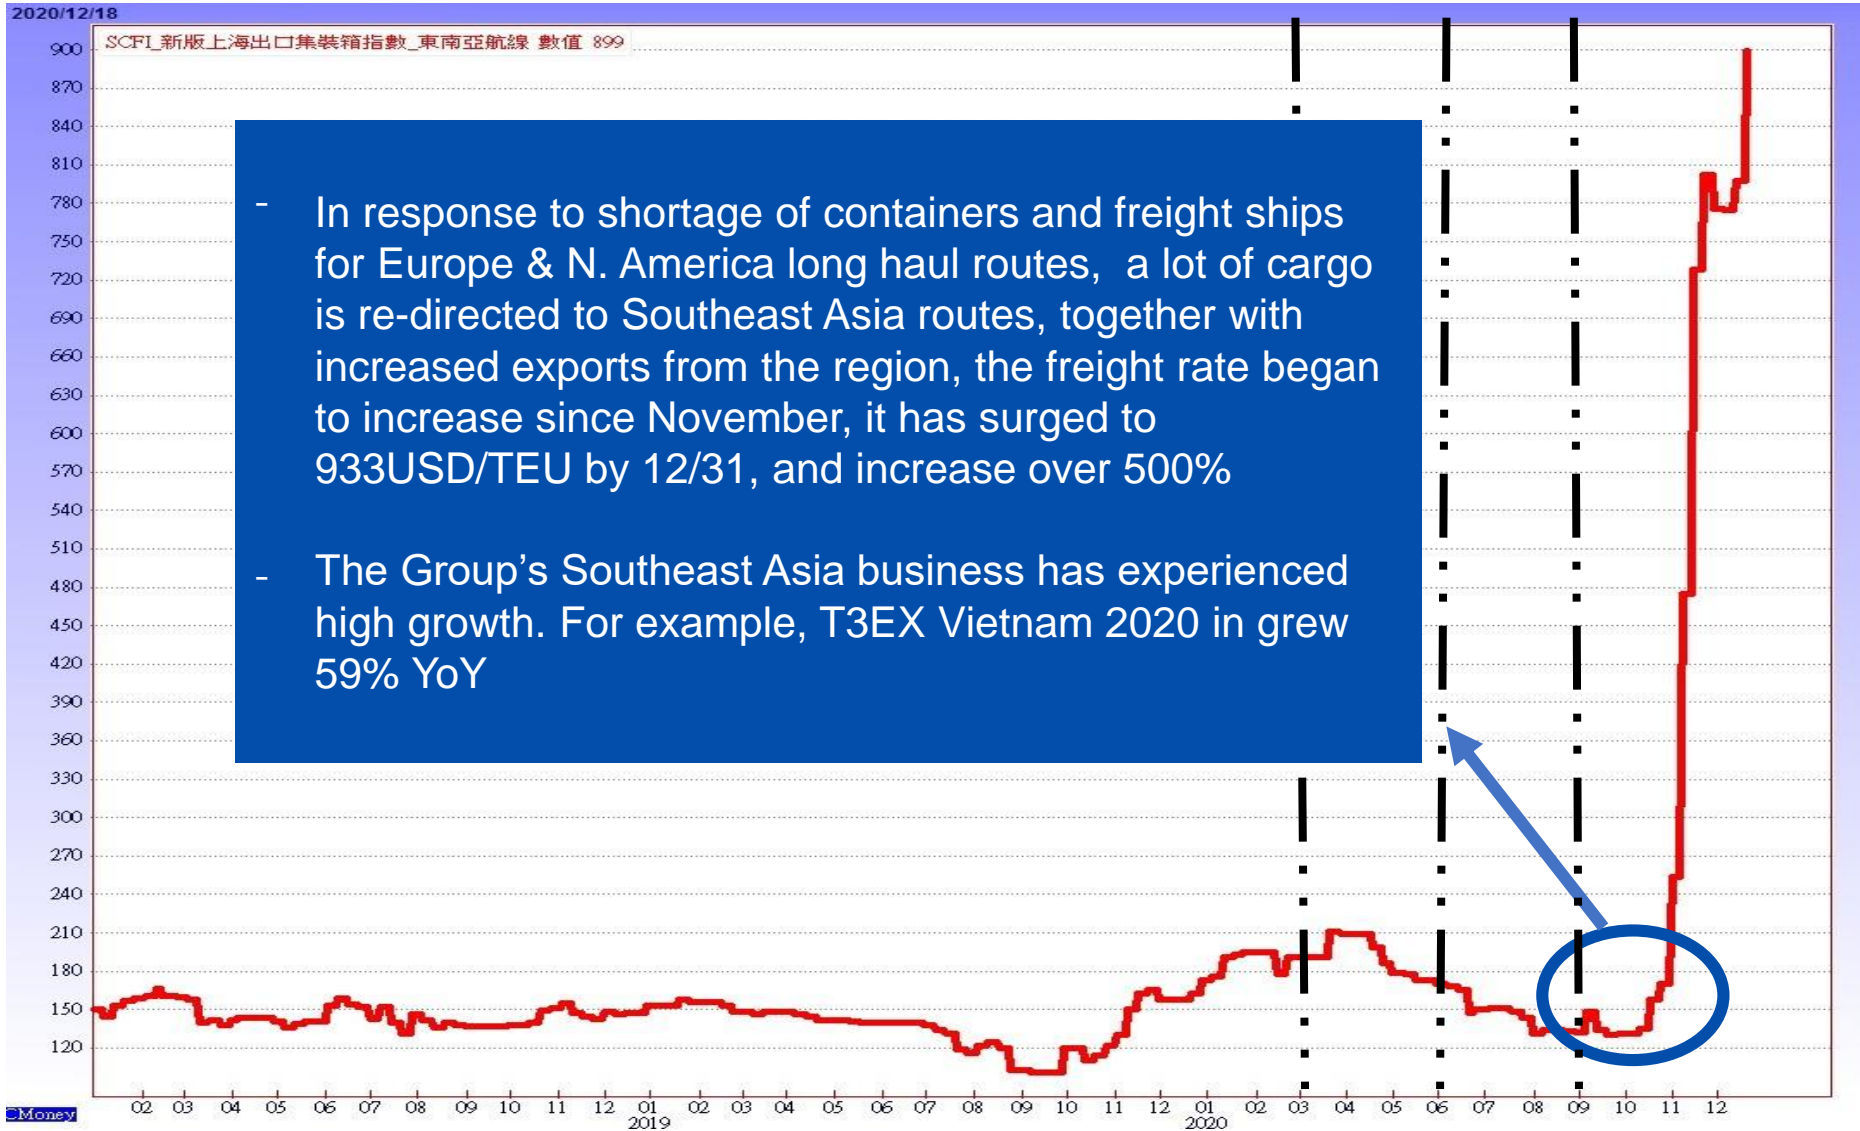 2020/12/18
SCFI_新版上海出口集裝箱指數_東南亞航線 數值 899
900
870
840
810
780
750
720
690
660
630
600
570
540
510
480
450
420
390
360
330
300
270
240
210
180
150
120
- In response to shortage of containers and freight ships
for Europe & N. America long haul routes, a lot of cargo
is re-directed to Southeast Asia routes, together with
increased exports from the region, the freight rate began
to increase since November, it has surged to
933USD/TEU by 12/31, and increase over 500%
- The Group’s Southeast Asia business has experienced
high growth. For example, T3EX Vietnam 2020 in grew
59% YoY
CMoney
02 03 04 05 06 07 08 09 10 11 12 01 02 03 04 05 06 07 08 09 10 11 12 01 02 03 04 05 06 07 08 09 10 11 12
2019 2020